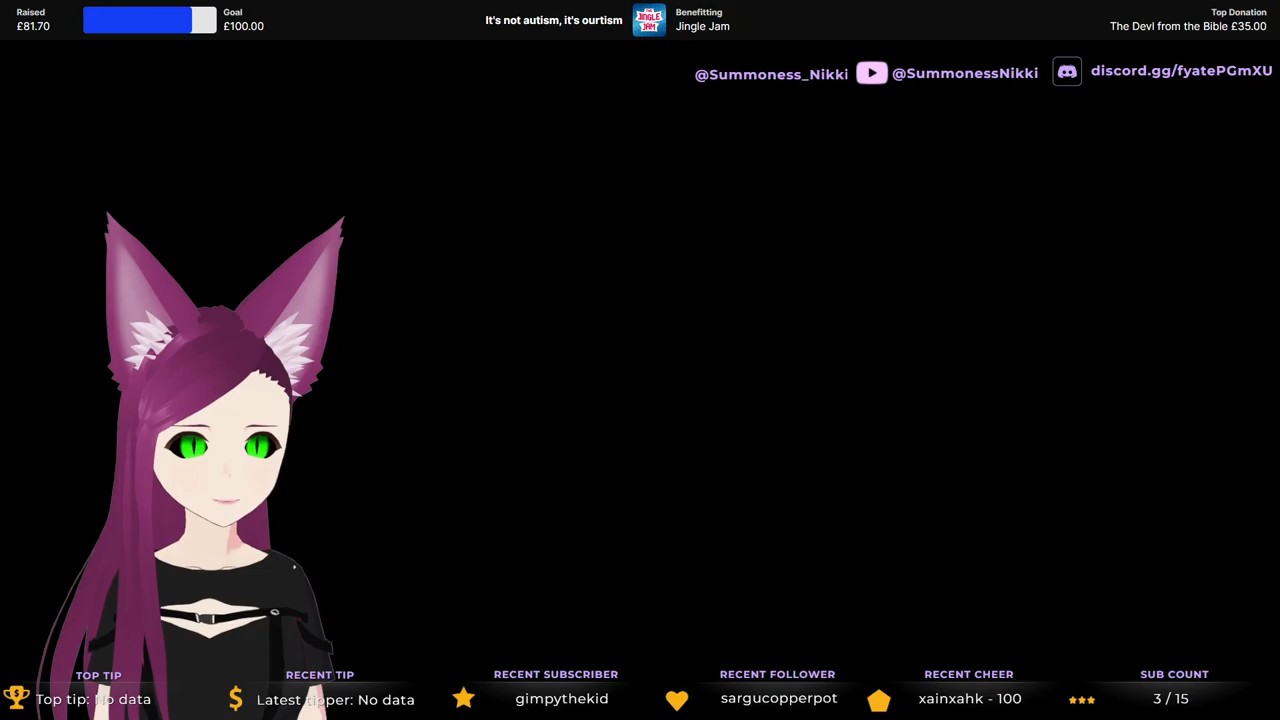 Raised
£81.70
Goal
£100.00
It's not autism, it's ourtism
THE JINGLE JAM
Benefitting
Jingle Jam
Top Donation
The Devl from the Bible £35.00
@Summoness_Nikki
@SummonessNikki
discord.gg/fyatePGmXU
TOP TIP
Top tip: No data
RECENT TIP
Latest tipper: No data
RECENT SUBSCRIBER
gimpythekid
RECENT FOLLOWER
sargucopperpot
RECENT CHEER
xainxahk - 100
SUB COUNT
3 / 15